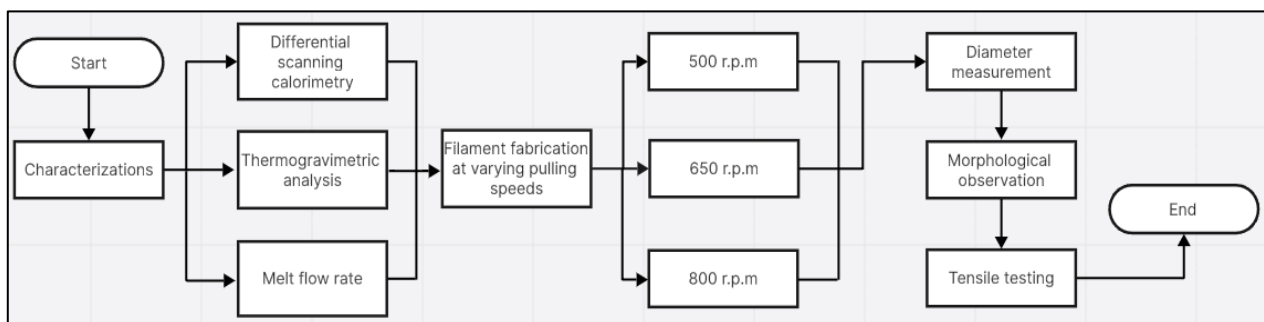 Start
Characterizations
Differential
scanning
calorimetry
Thermogravimetric
analysis
Melt flow rate
Filament fabrication
at varying pulling
speeds
500 r.p.m
650 r.p.m
800 r.p.m
Diameter
measurement
Morphological
observation
Tensile testing
End